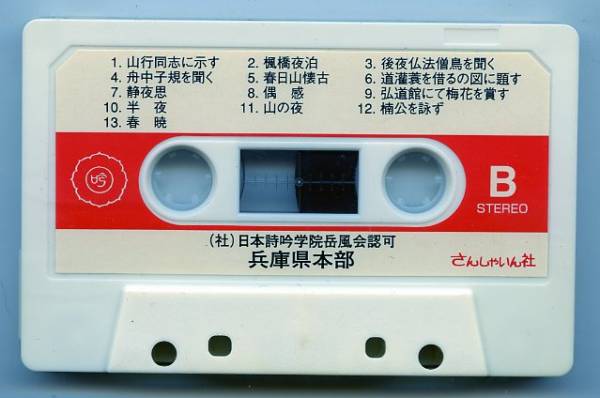 1. 山行同志に示す 2. 楓橋夜泊 3. 後夜仏法僧鳥を聞く
4. 舟中子規を聞く 5. 春日山懐古 6. 道灌蓑を借るの図に題す
7. 静夜思 8. 偶　感 9. 弘道館にて梅花を賞す
10. 半　夜 11. 山の夜 12. 楠公を詠ず
13. 春　暁
B
STEREO
(社)日本詩吟学院岳風会認可
兵庫県本部
さんしゃいん社